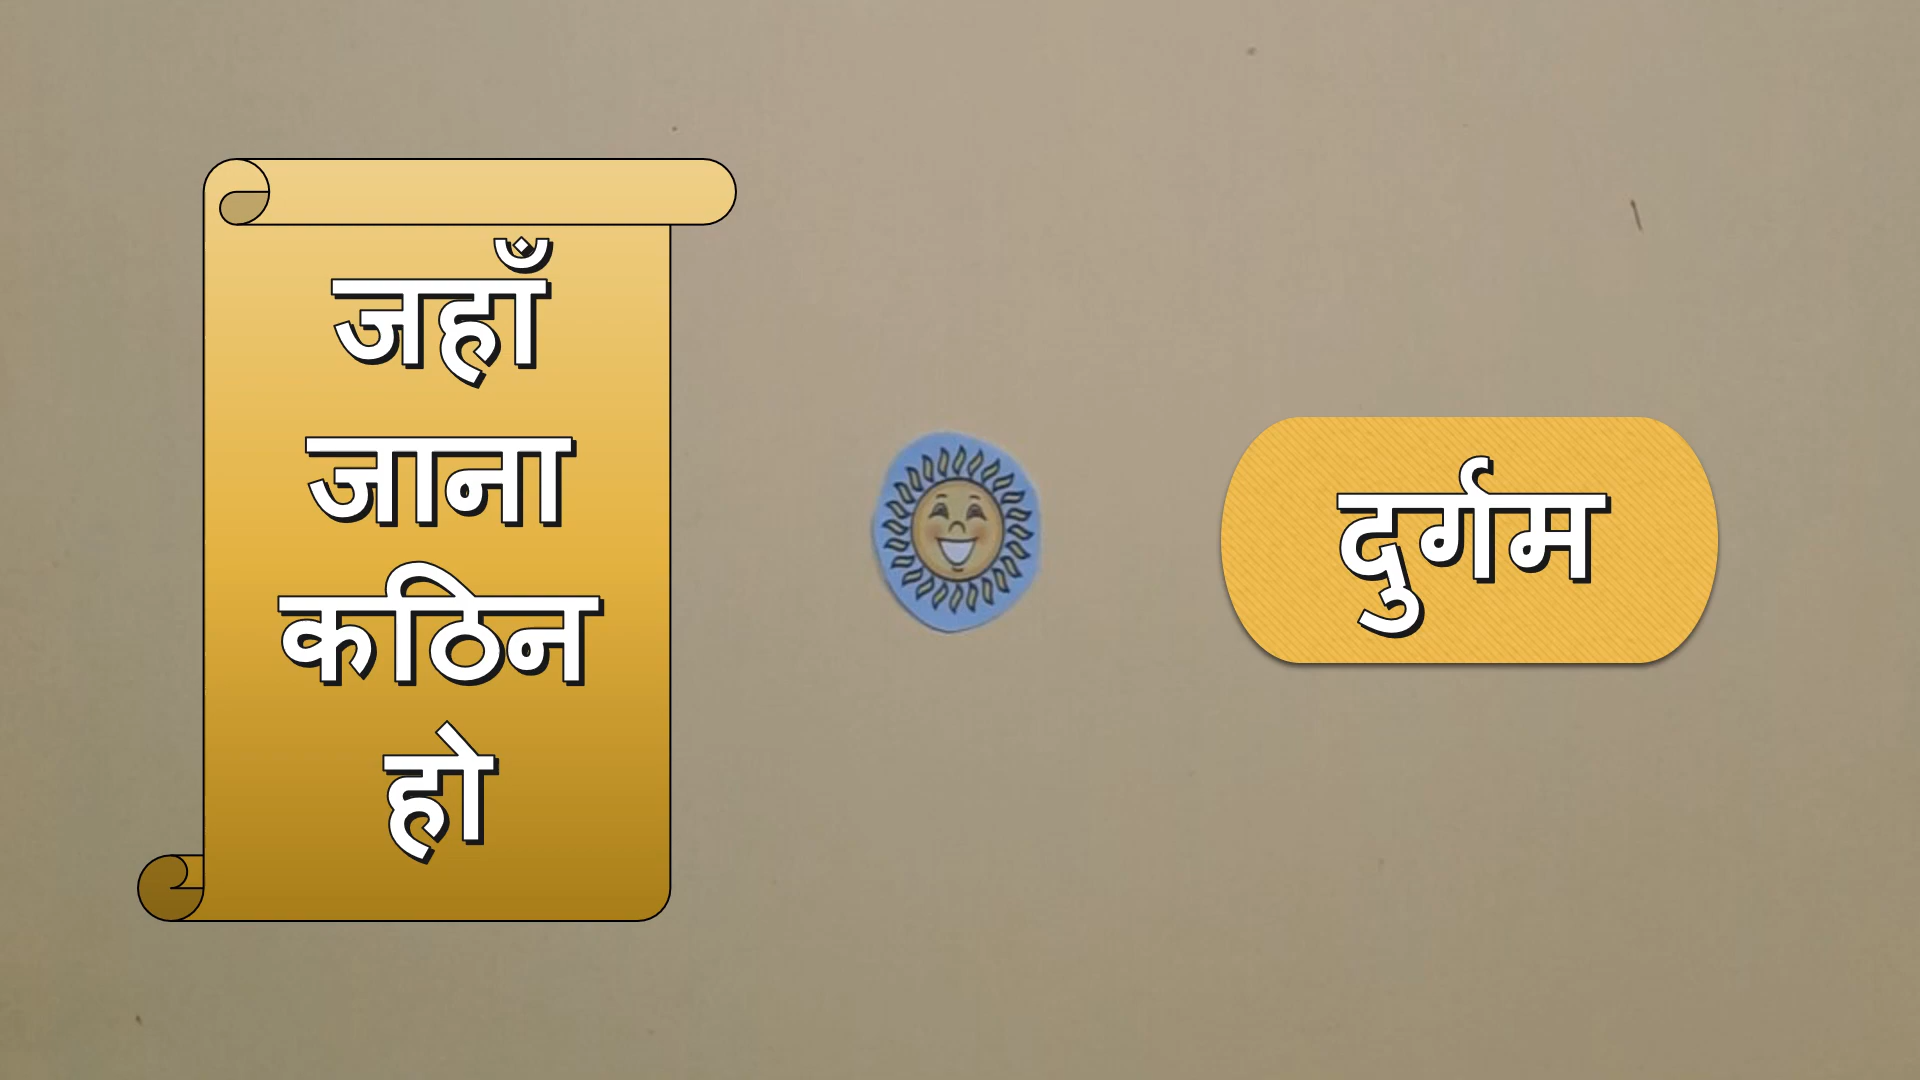 जहाँ
जाना
कठिन
हो
दुर्गम